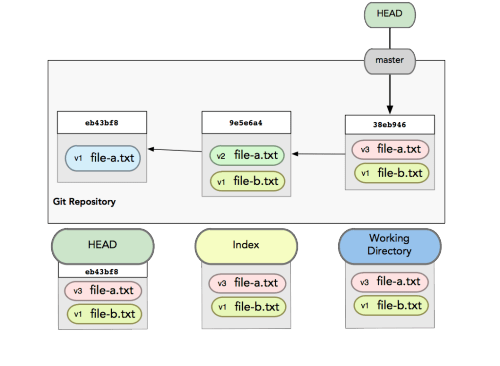 HEAD
master
eb43bf8
9e5e6a4
38eb946
v1 file-a.txt
v2 file-a.txt
v3 file-a.txt
v1 file-b.txt
v1 file-b.txt
Git Repository
HEAD
Index
Working
Directory
eb43bf8
v3 file-a.txt
v3 file-a.txt
v3 file-a.txt
v1 file-b.txt
v1 file-b.txt
v1 file-b.txt